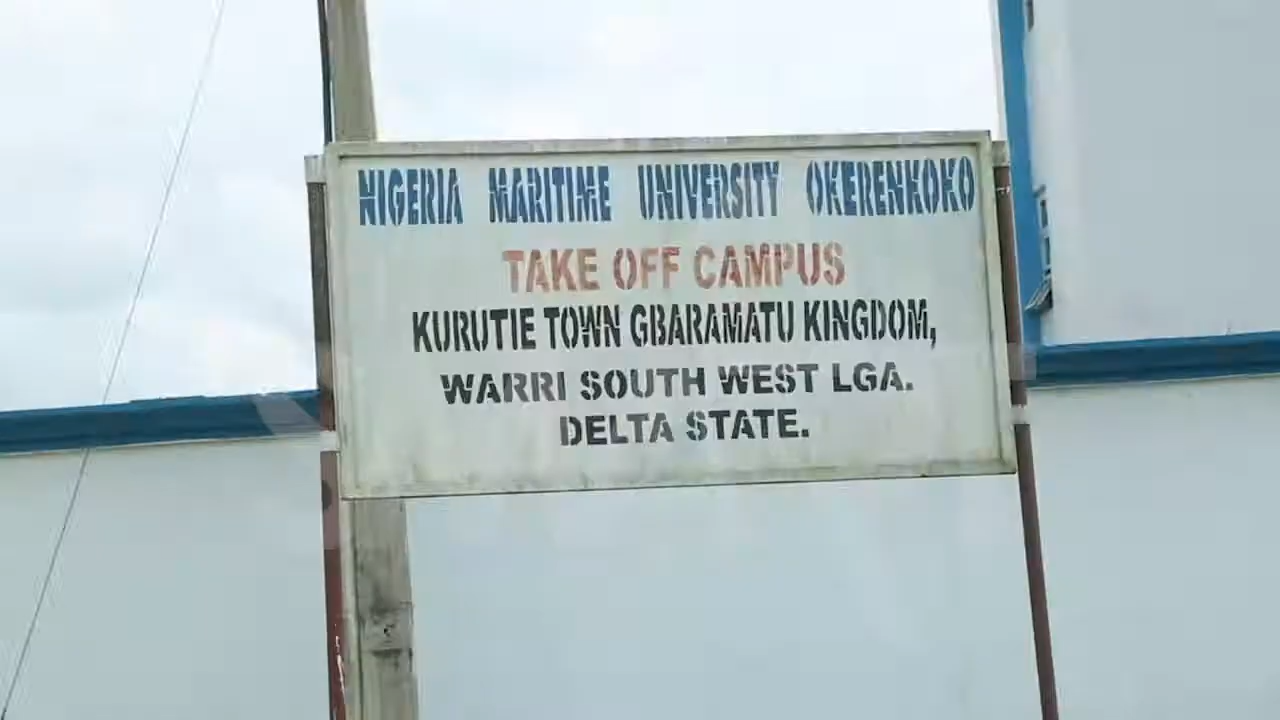 NIGERIA MARITIME UNIVERSITY OKERENKOKO
TAKE OFF CAMPUS
KURUTIE TOWN GBARAMATU KINGDOM,
WARRI SOUTH WEST LGA.
DELTA STATE.